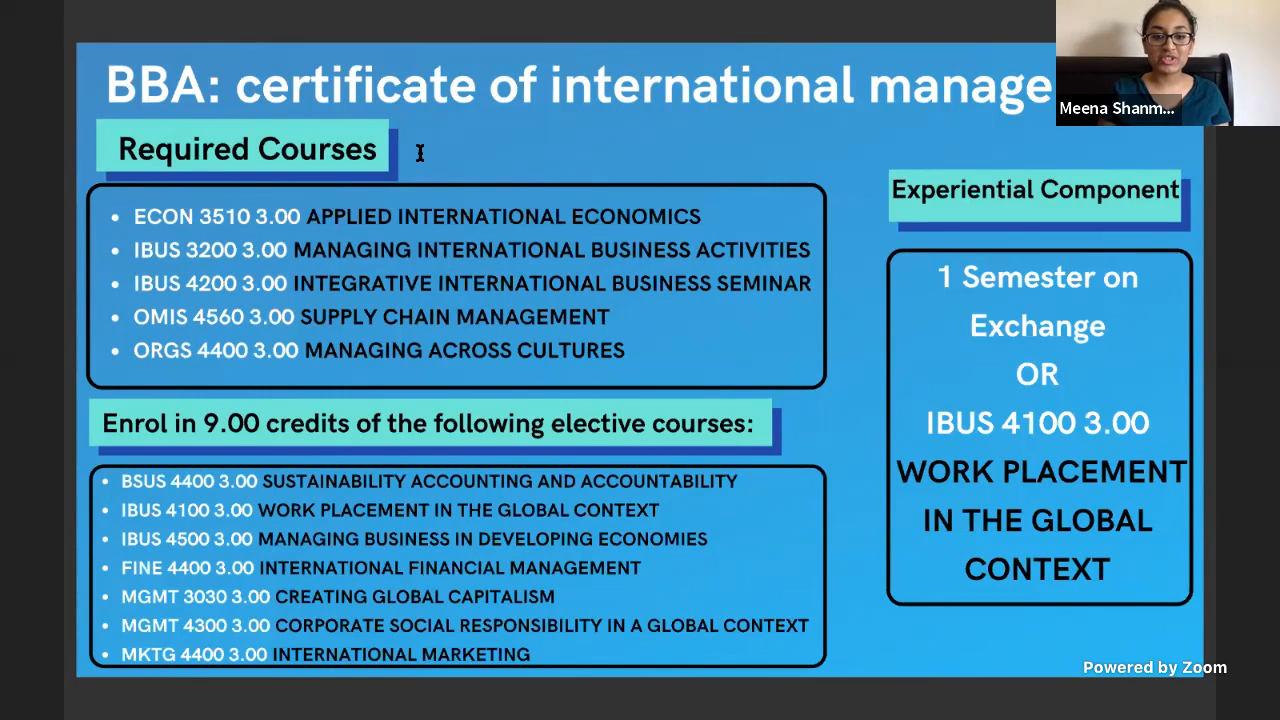 BBA: certificate of international manage
Meena Shanm...
Required Courses
ECON 3510 3.00 APPLIED INTERNATIONAL ECONOMICS
IBUS 3200 3.00 MANAGING INTERNATIONAL BUSINESS ACTIVITIES
IBUS 4200 3.00 INTEGRATIVE INTERNATIONAL BUSINESS SEMINAR
OMIS 4560 3.00 SUPPLY CHAIN MANAGEMENT
ORGS 4400 3.00 MANAGING ACROSS CULTURES
Enrol in 9.00 credits of the following elective courses:
BSUS 4400 3.00 SUSTAINABILITY ACCOUNTING AND ACCOUNTABILITY
IBUS 4100 3.00 WORK PLACEMENT IN THE GLOBAL CONTEXT
IBUS 4500 3.00 MANAGING BUSINESS IN DEVELOPING ECONOMIES
FINE 4400 3.00 INTERNATIONAL FINANCIAL MANAGEMENT
MGMT 3030 3.00 CREATING GLOBAL CAPITALISM
MGMT 4300 3.00 CORPORATE SOCIAL RESPONSIBILITY IN A GLOBAL CONTEXT
MKTG 4400 3.00 INTERNATIONAL MARKETING
Experiential Component
1 Semester on
Exchange
OR
IBUS 4100 3.00
WORK PLACEMENT
IN THE GLOBAL
CONTEXT
Powered by Zoom